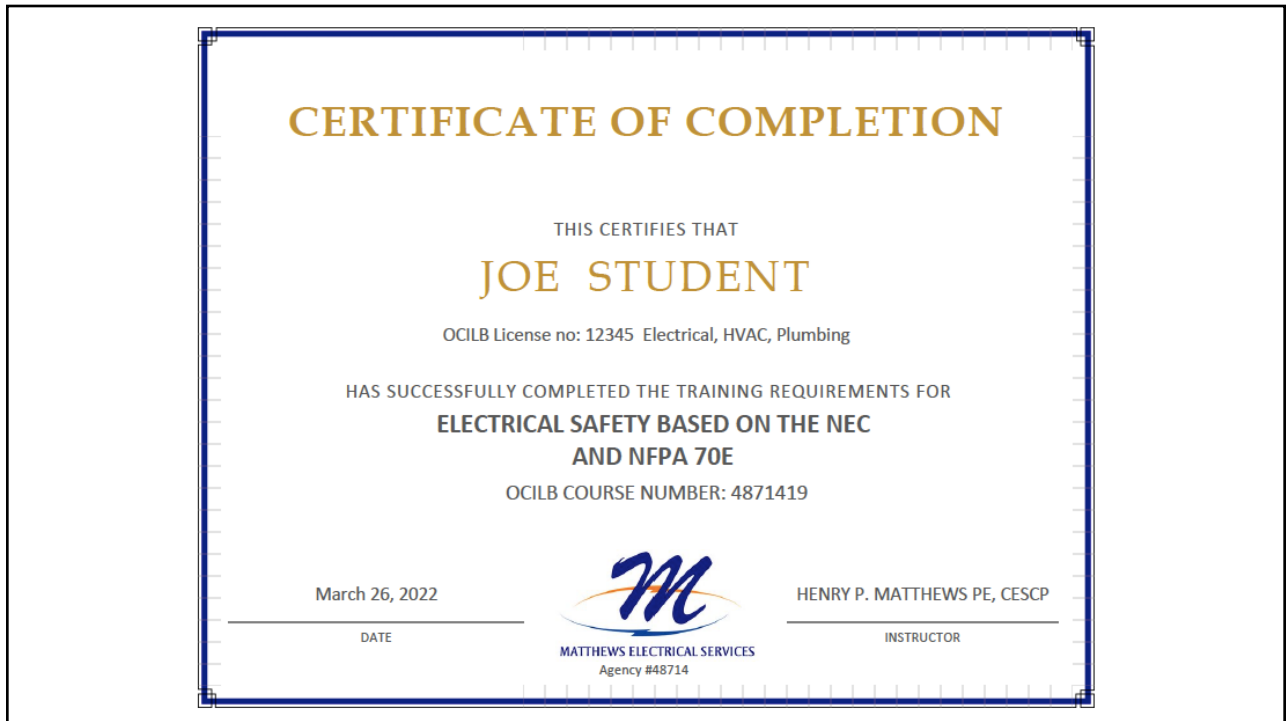 CERTIFICATE OF COMPLETION
THIS CERTIFIES THAT
JOE STUDENT
OCILB License no: 12345 Electrical, HVAC, Plumbing
HAS SUCCESSFULLY COMPLETED THE TRAINING REQUIREMENTS FOR
ELECTRICAL SAFETY BASED ON THE NEC
AND NFPA 70E
OCILB COURSE NUMBER: 4871419
March 26, 2022
DATE
M
MATTHEWS ELECTRICAL SERVICES
Agency #48714
HENRY P. MATTHEWS PE, CESCP
INSTRUCTOR